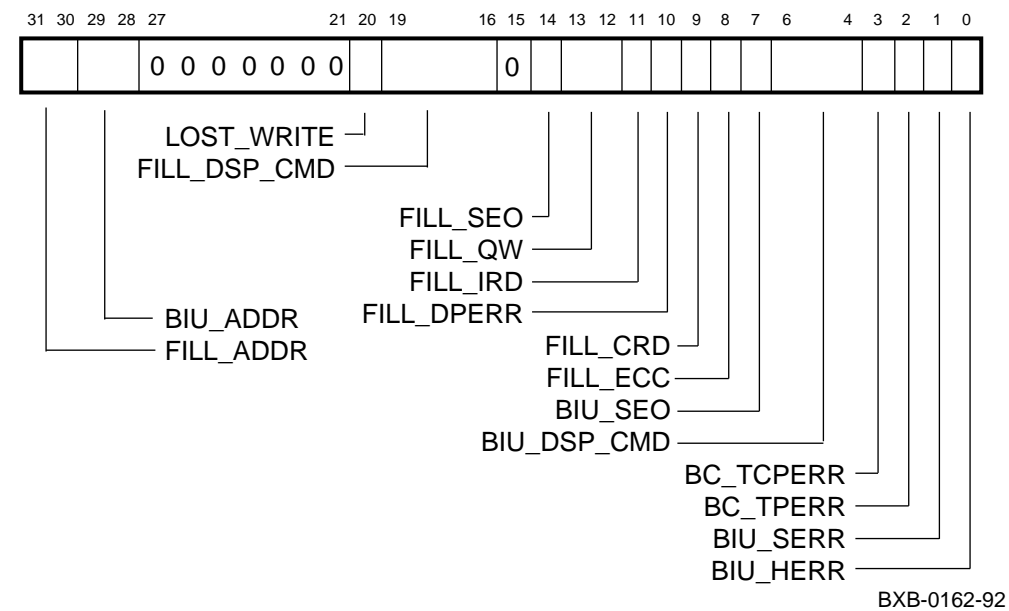 31 30 29 28 27 21 20 19 16 15 14 13 12 11 10 9 8 7 6 4 3 2 1 0
0 0 0 0 0 0 0 0
LOST_WRITE
FILL_DSP_CMD
FILL_SEO
FILL_QW
FILL_IRD
FILL_DPERR
BIU_ADDR
FILL_ADDR
FILL_CRD
FILL_ECC
BIU_SEO
BIU_DSP_CMD
BC_TCPERR
BC_TPERR
BIU_SERR
BIU_HERR
BXB-0162-92